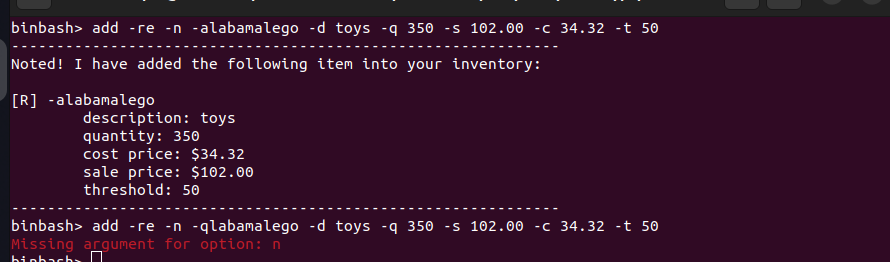 binbash> add -re -n -alabamalego -d toys -q 350 -s 102.00 -c 34.32 -t 50
-------------------------------------------------------------
Noted! I have added the following item into your inventory:
[R] -alabamalego
description: toys
quantity: 350
cost price: $34.32
sale price: $102.00
threshold: 50
-------------------------------------------------------------
binbash> add -re -n -qlabamalego -d toys -q 350 -s 102.00 -c 34.32 -t 50
Missing argument for option: n
binbash>